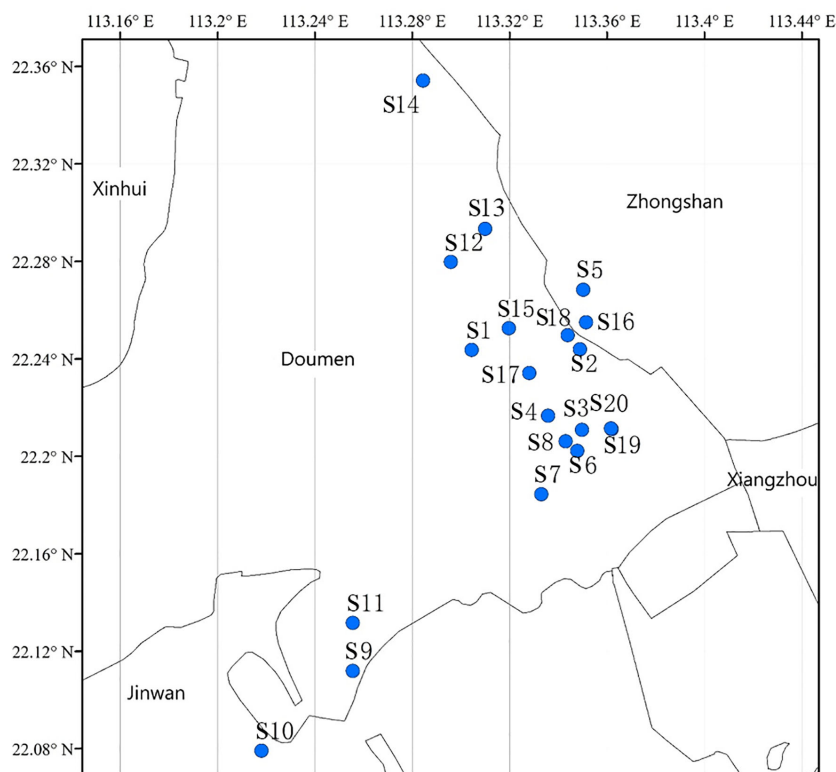 113.16° E 113.2° E 113.24° E 113.28° E 113.32° E 113.36° E 113.4° E 113.44° E
22.36° N
S14
22.32° N
Xinhui
Zhongshan
S13
S12
22.28° N
S5
S15 S18 S16
S1
22.24° N
Doumen
S2
S17
S4 S3 S20
S8 S19
22.2° N
S6
S7
Xiangzhou
22.16° N
S11
22.12° N
S9
Jinwan
S10
22.08° N